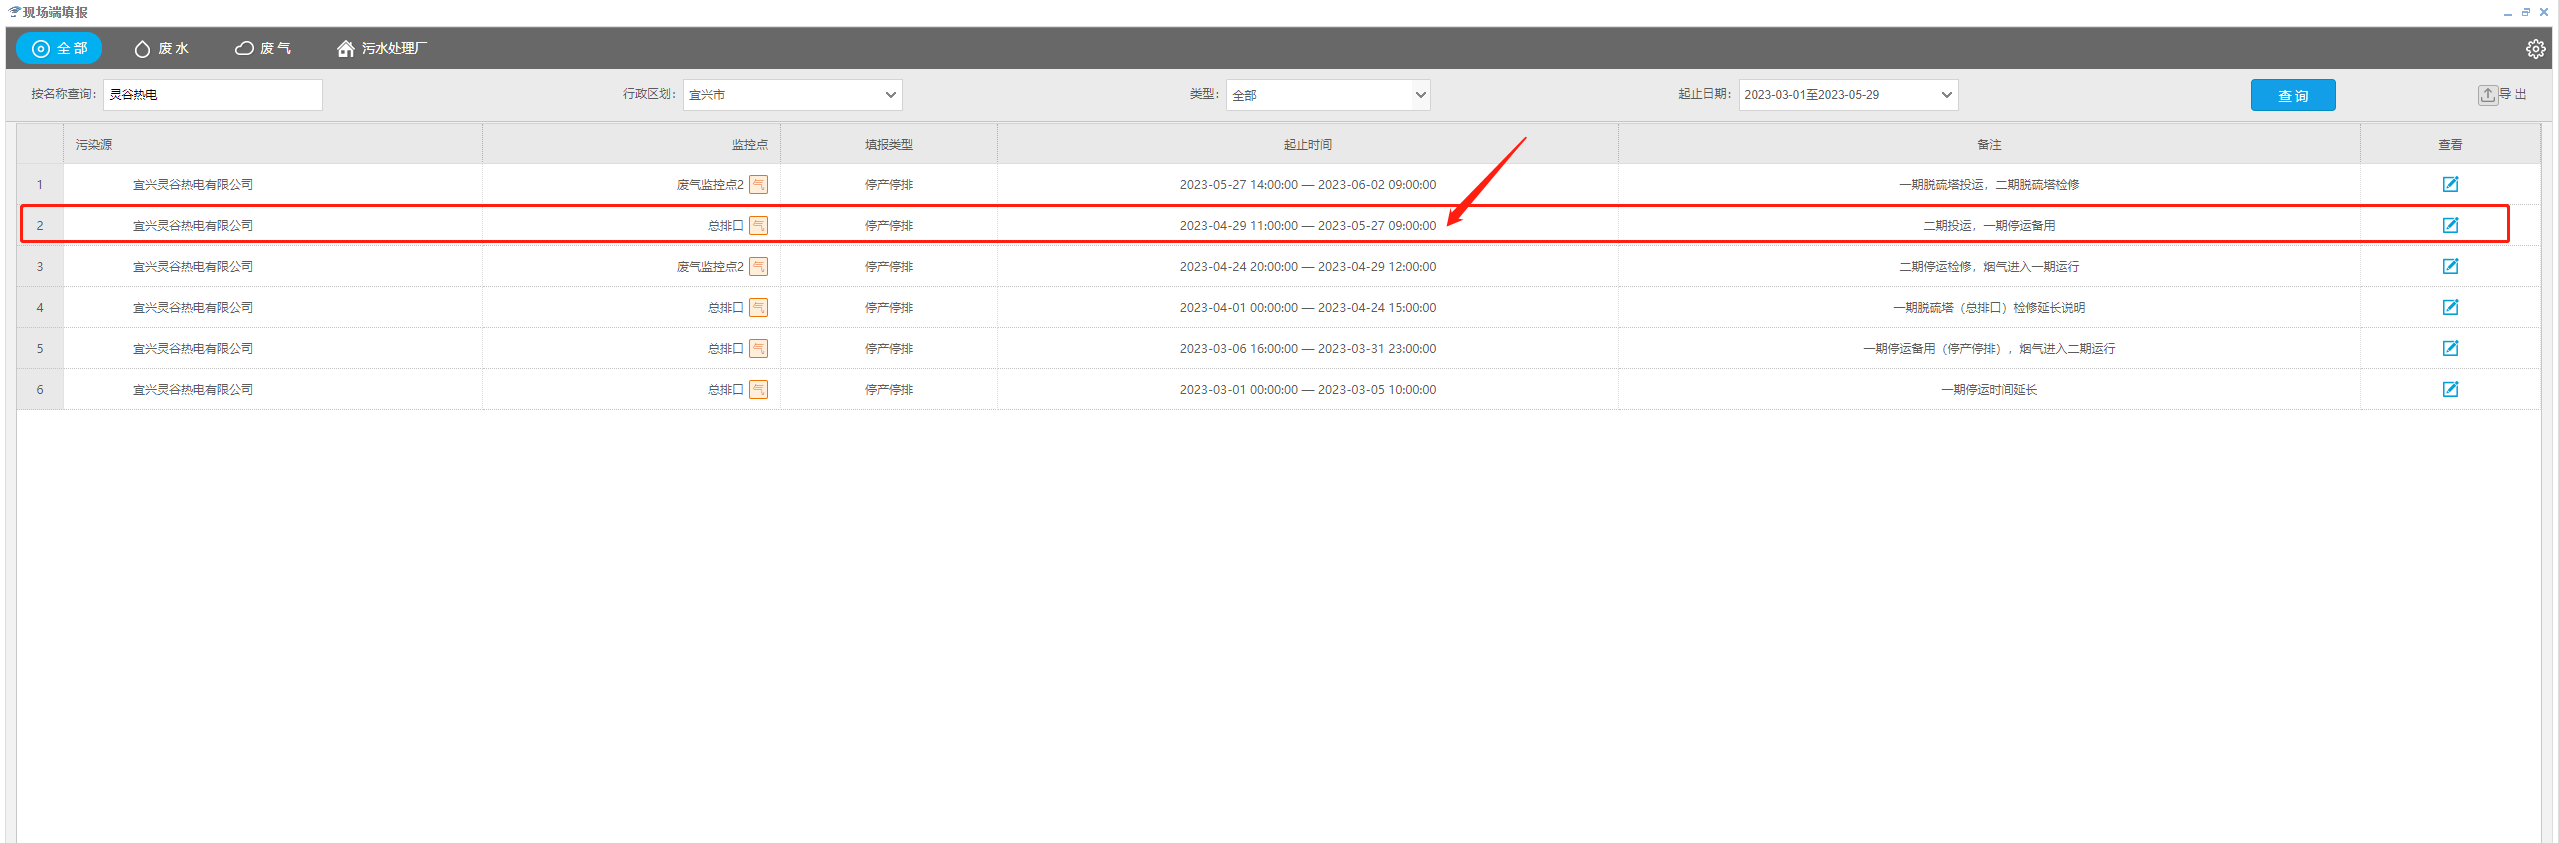 现场端填报
全部 废水 废气 污水处理厂
按名称查询: 灵谷热电 行政区划: 宜兴市 类型: 全部 起止日期: 2023-03-01至2023-05-29 查询 导出
污染源 监控点 填报类型 起止时间 备注 查看
1 宜兴灵谷热电有限公司 废气监控点2 气 停产停排 2023-05-27 14:00:00 — 2023-06-02 09:00:00 一期脱硫塔投运，二期脱硫塔检修
2 宜兴灵谷热电有限公司 总排口 气 停产停排 2023-04-29 11:00:00 — 2023-05-27 09:00:00 二期投运，一期停运备用
3 宜兴灵谷热电有限公司 废气监控点2 气 停产停排 2023-04-24 20:00:00 — 2023-04-29 12:00:00 二期停运检修，烟气进入一期运行
4 宜兴灵谷热电有限公司 总排口 气 停产停排 2023-04-01 00:00:00 — 2023-04-24 15:00:00 一期脱硫塔（总排口）检修延长说明
5 宜兴灵谷热电有限公司 总排口 气 停产停排 2023-03-06 16:00:00 — 2023-03-31 23:00:00 一期停运备用（停产停排），烟气进入二期运行
6 宜兴灵谷热电有限公司 总排口 气 停产停排 2023-03-01 00:00:00 — 2023-03-05 10:00:00 一期停运时间延长